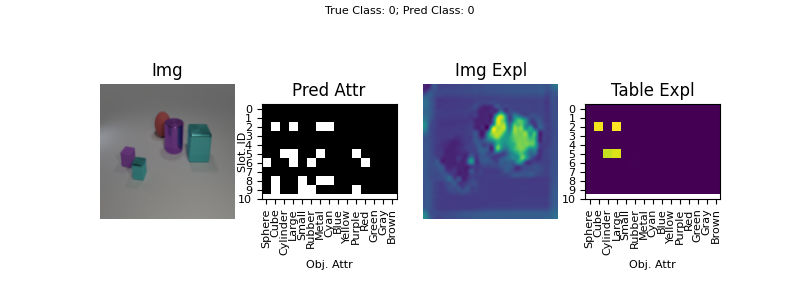 True Class: 0; Pred Class: 0
Img
Pred Attr
Img Expl
Table Expl
Slot. ID
0
1
2
3
4
5
6
7
8
9
10
Sphere
Cube
Cylinder
Large
Small
Rubber
Metal
Cyan
Blue
Yellow
Purple
Red
Green
Gray
Brown
Obj. Attr
0
1
2
3
4
5
6
7
8
9
10
Sphere
Cube
Cylinder
Large
Small
Rubber
Metal
Cyan
Blue
Yellow
Purple
Red
Green
Gray
Brown
Obj. Attr